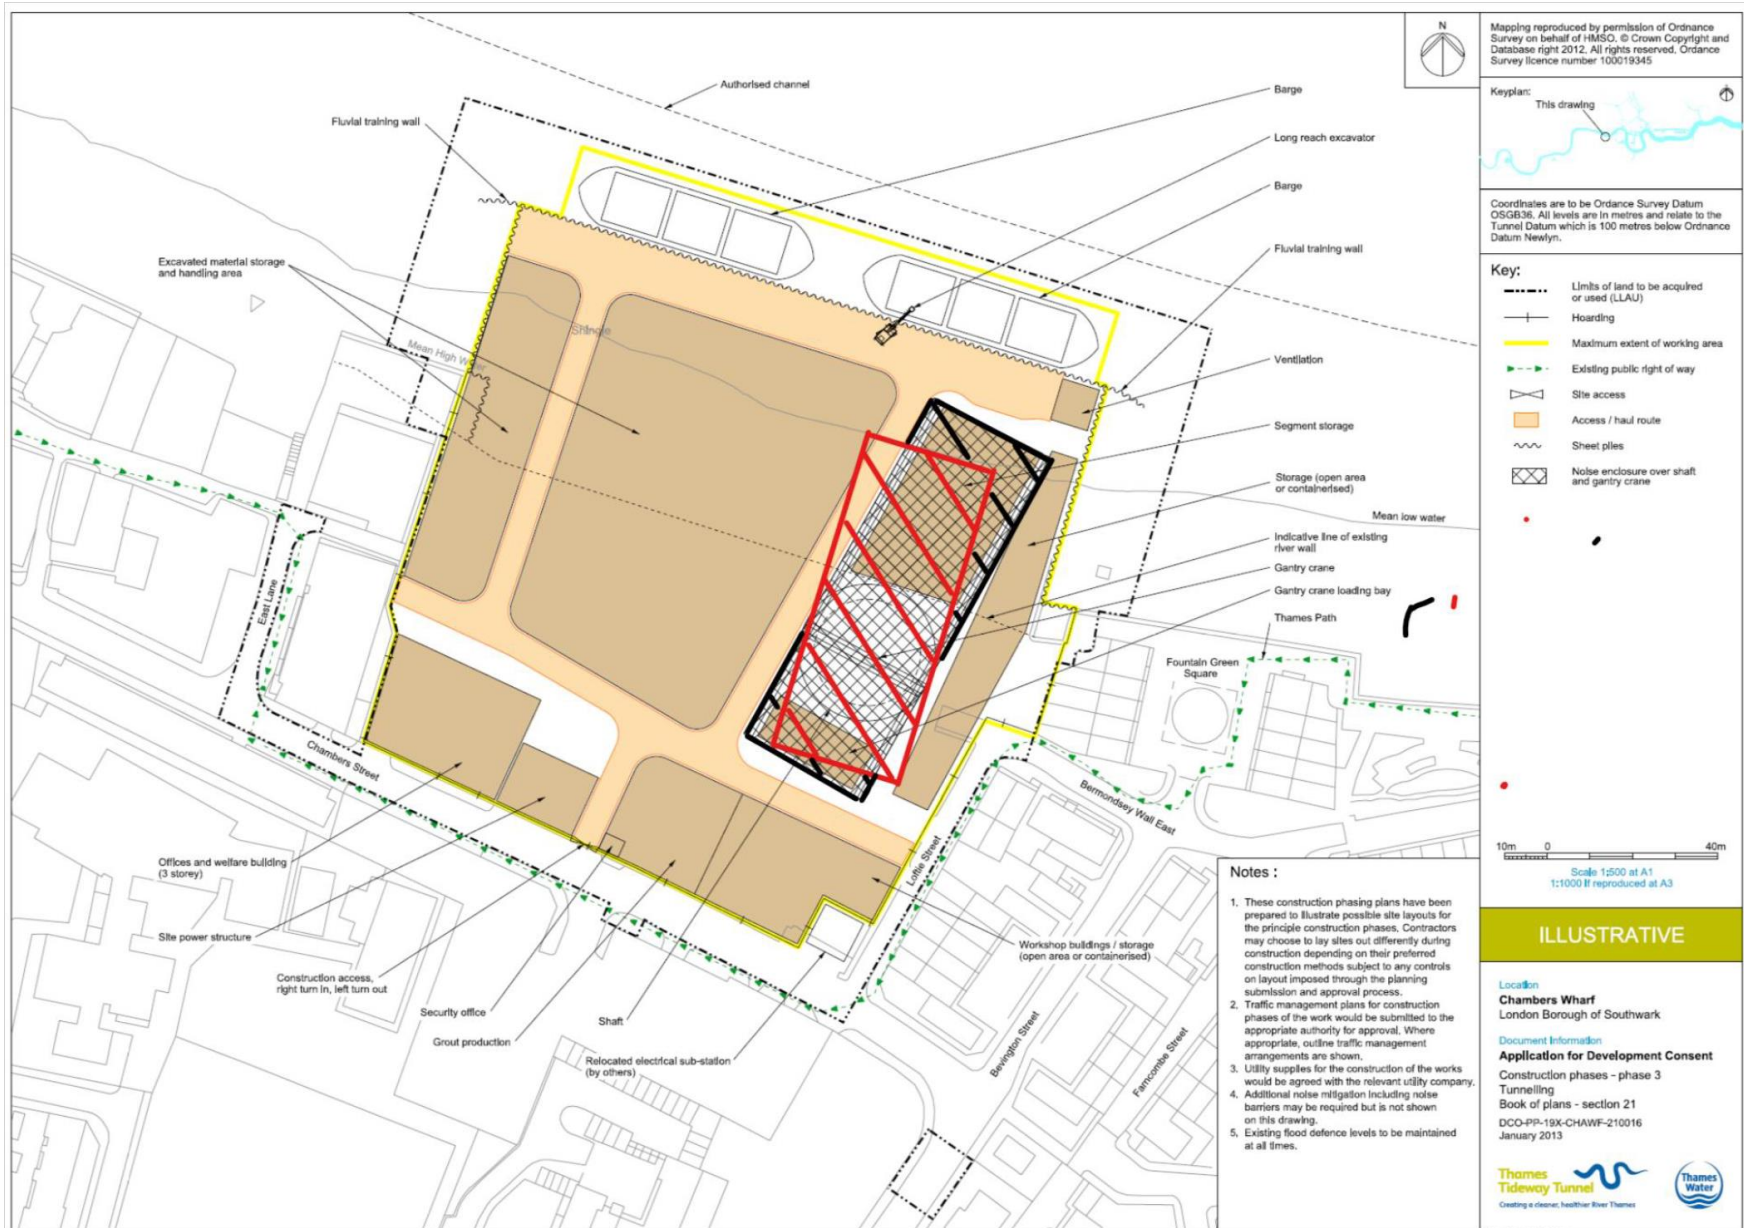 Authorised channel
Fluvial training wall
Barge
Long reach excavator
Barge
Fluvial training wall
Excavated material storage
and handling area
Shingle
Mean High Water
Ventilation
Segment storage
Storage (open area
or containerised)
Mean low water
Indicative line of existing
river wall
Gantry crane
Gantry crane loading bay
Thames Path
Fountain Green
Square
East Lane
Chambers Street
Bermondsey Wall East
Loftie Street
Offices and welfare building
(3 storey)
Site power structure
Construction access,
right turn in, left turn out
Security office
Grout production
Shaft
Relocated electrical sub-station
(by others)
Workshop buildings / storage
(open area or containerised)
Bevington Street
Farncombe Street
N
Mapping reproduced by permission of Ordnance
Survey on behalf of HMSO. © Crown Copyright and
Database right 2012. All rights reserved. Ordance
Survey licence number 100019345
Keyplan:
This drawing
Coordinates are to be Ordance Survey Datum
OSGB36. All levels are in metres and relate to the
Tunnel Datum which is 100 metres below Ordnance
Datum Newlyn.
Key:
Limits of land to be acquired
or used (LLAU)
Hoarding
Maximum extent of working area
Existing public right of way
Site access
Access / haul route
Sheet piles
Noise enclosure over shaft
and gantry crane
10m 0 40m
Scale 1:500 at A1
1:1000 if reproduced at A3
Notes :
1. These construction phasing plans have been
prepared to illustrate possible site layouts for
the principle construction phases. Contractors
may choose to lay sites out differently during
construction depending on their preferred
construction methods subject to any controls
on layout imposed through the planning
submission and approval process.
2. Traffic management plans for construction
phases of the work would be submitted to the
appropriate authority for approval. Where
appropriate, outline traffic management
arrangements are shown.
3. Utility supplies for the construction of the works
would be agreed with the relevant utility company.
4. Additional noise mitigation including noise
barriers may be required but is not shown
on this drawing.
5. Existing flood defence levels to be maintained
at all times.
ILLUSTRATIVE
Location
Chambers Wharf
London Borough of Southwark
Document Information
Application for Development Consent
Construction phases - phase 3
Tunnelling
Book of plans - section 21
DCO-PP-19X-CHAWF-210016
January 2013
Thames
Tideway Tunnel
Creating a cleaner, healthier River Thames
Thames
Water